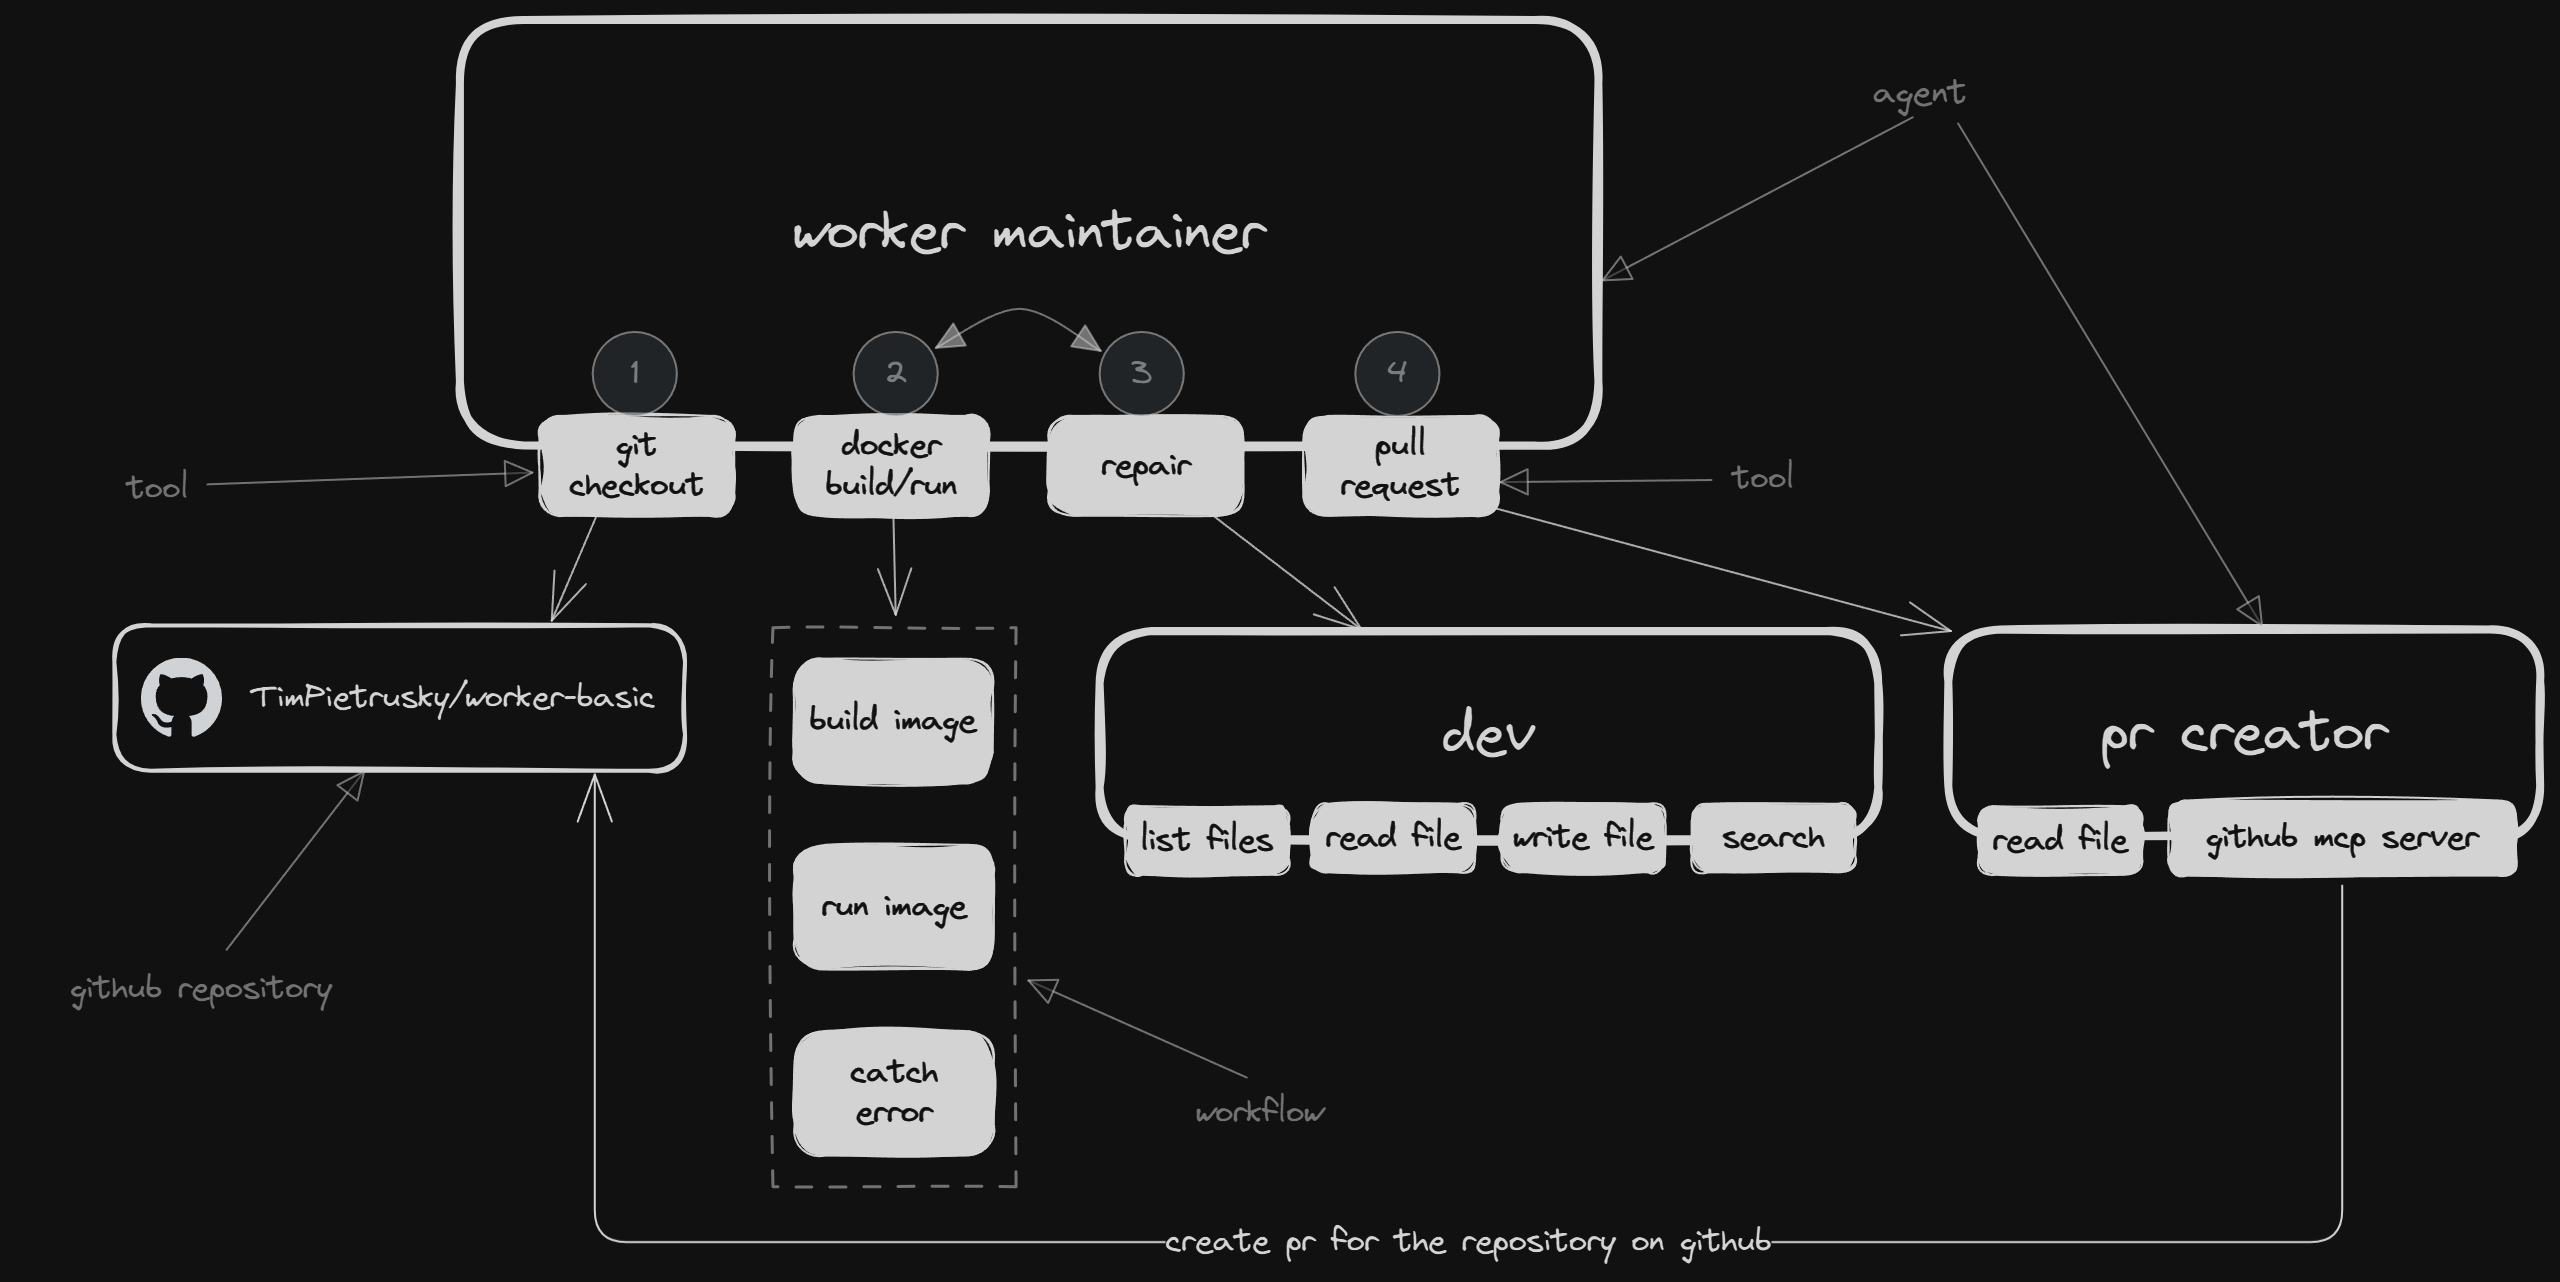 agent
worker maintainer
1
2
3
4
git
checkout
docker
build/run
repair
pull
request
tool
tool
TimPietrusky/worker-basic
build image
dev
pr creator
list files
read file
write file
search
read file
github mcp server
run image
github repository
catch
error
workflow
create pr for the repository on github